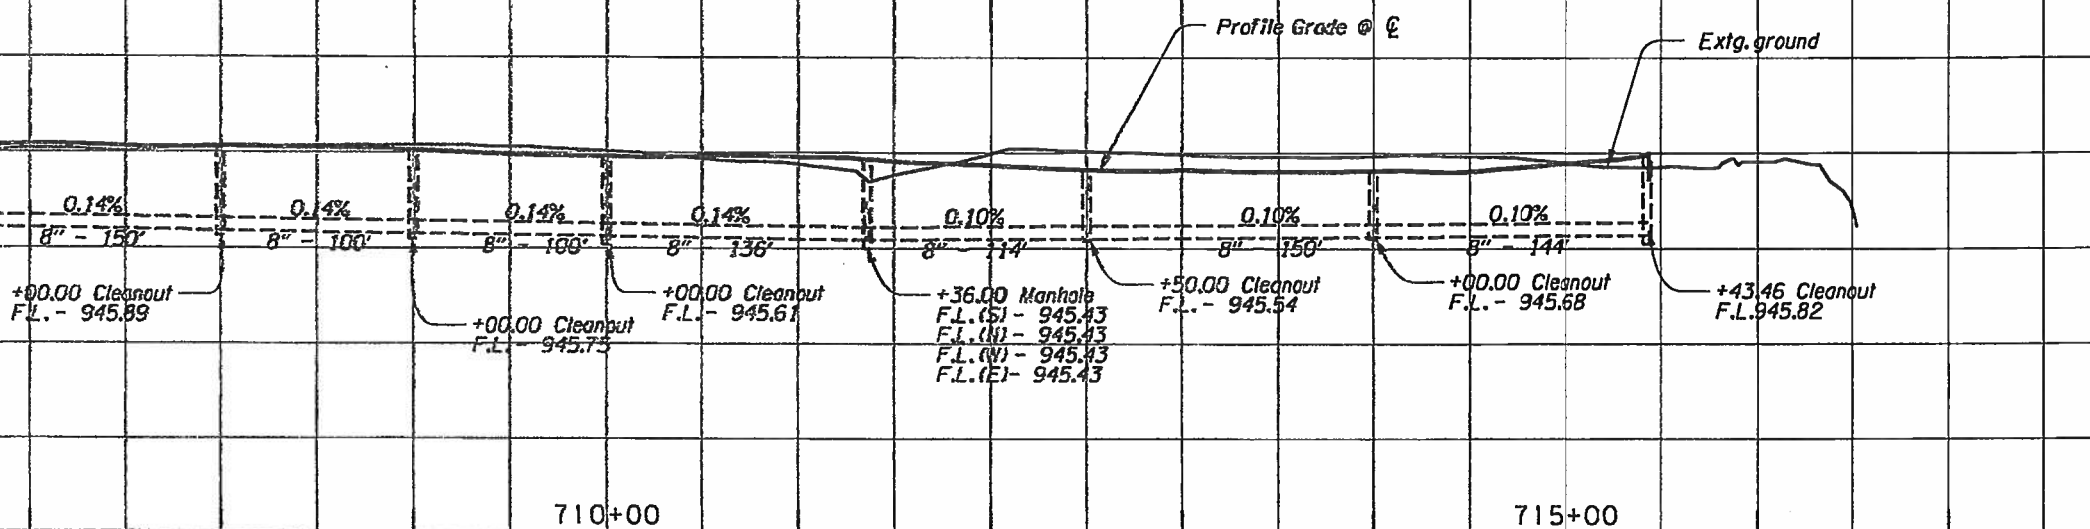 Profile Grade @ ℄
Extg. ground
0.14%
8" - 150'
0.14%
8" - 100'
0.14%
8" - 100'
0.14%
8" - 136'
0.10%
8" - 114'
0.10%
8" - 150'
0.10%
8" - 144'
+00.00 Cleanout
F.L. - 945.89
+00.00 Cleanout
F.L. - 945.75
+00.00 Cleanout
F.L. - 945.61
+36.00 Manhole
F.L.(S) - 945.43
F.L.(N) - 945.43
F.L.(W) - 945.43
F.L.(E) - 945.43
+50.00 Cleanout
F.L. - 945.54
+00.00 Cleanout
F.L. - 945.68
+43.46 Cleanout
F.L.945.82
710+00
715+00